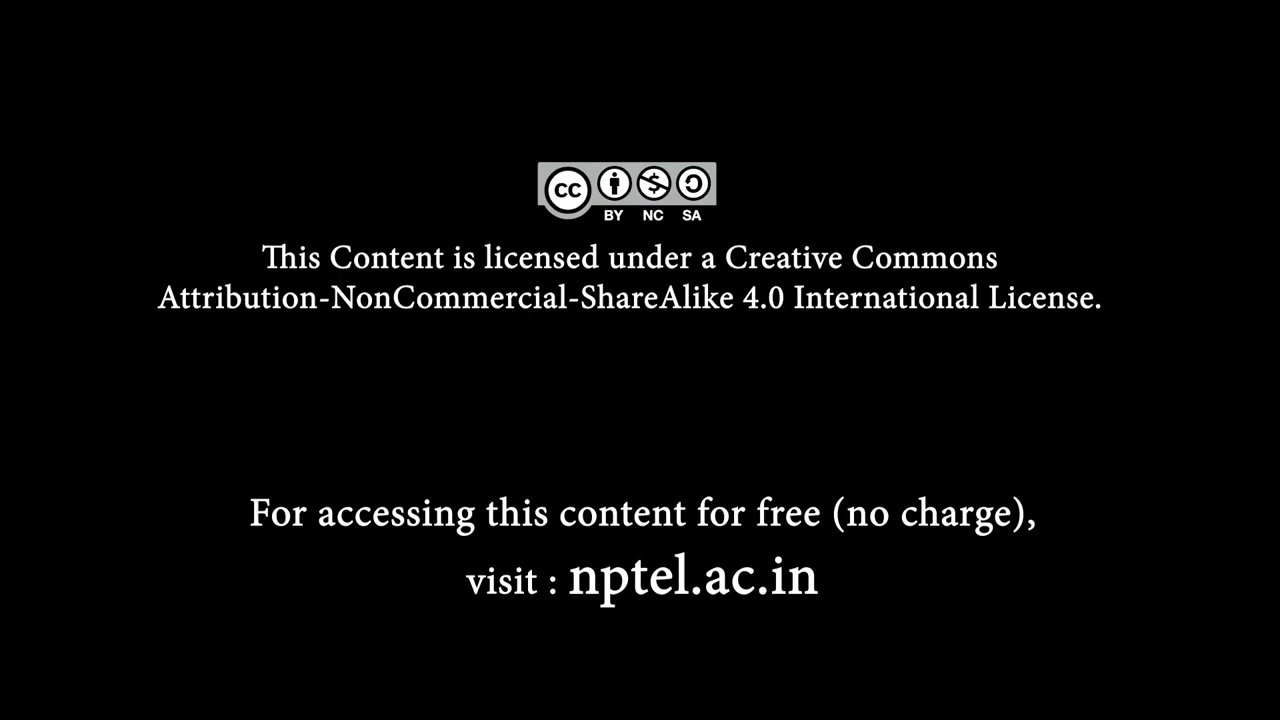 cc
BY NC SA
This Content is licensed under a Creative Commons
Attribution-NonCommercial-ShareAlike 4.0 International License.
For accessing this content for free (no charge),
visit : nptel.ac.in